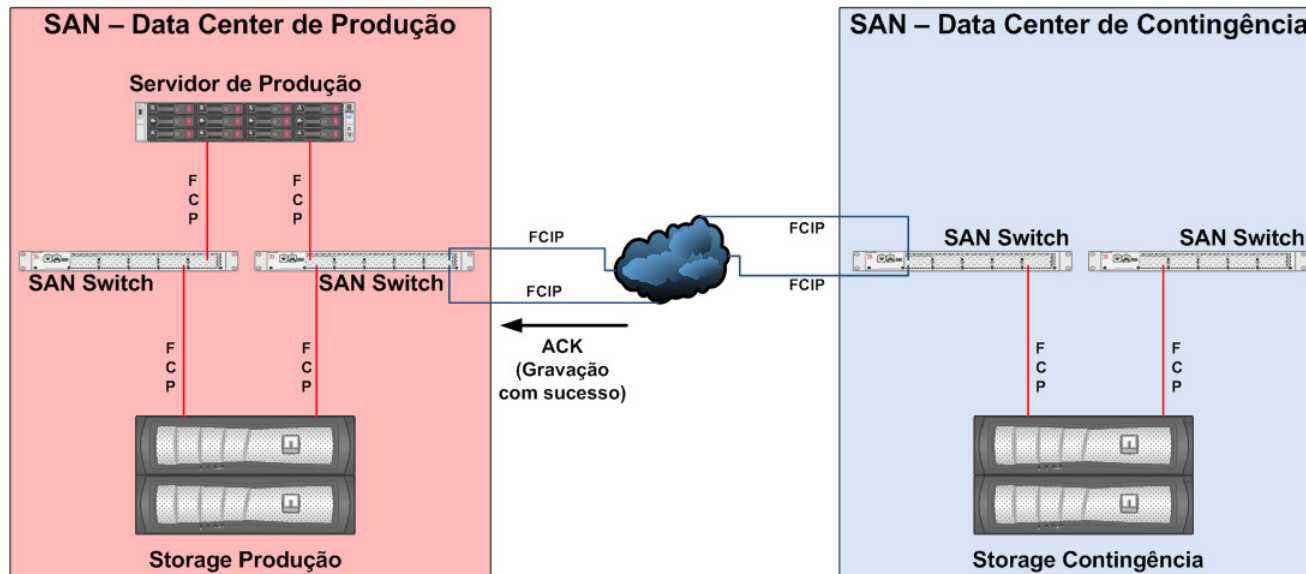 SAN – Data Center de Produção
SAN – Data Center de Contingência
Servidor de Produção
F
C
P
F
C
P
FCIP
FCIP
SAN Switch
SAN Switch
SAN Switch
SAN Switch
FCIP
FCIP
ACK
(Gravação
com sucesso)
F
C
P
F
C
P
F
C
P
F
C
P
Storage Produção
Storage Contingência